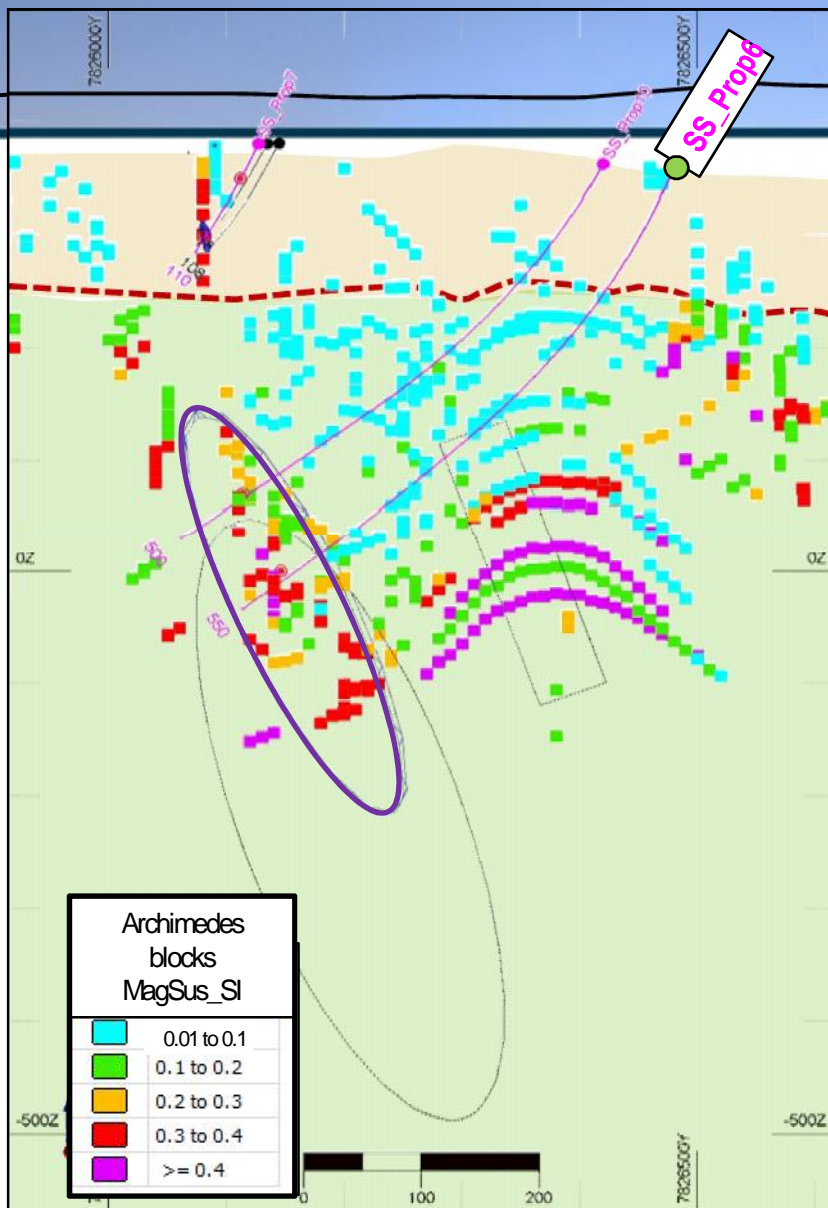 7826000Y
7826500Y
SS_Prop7
SS_Prop6
108
110
500
550
0Z
0Z
Archimedes
blocks
MagSus_SI
0.01 to 0.1
0.1 to 0.2
0.2 to 0.3
0.3 to 0.4
>= 0.4
-500Z
-500Z
0
100
200
7826500Y